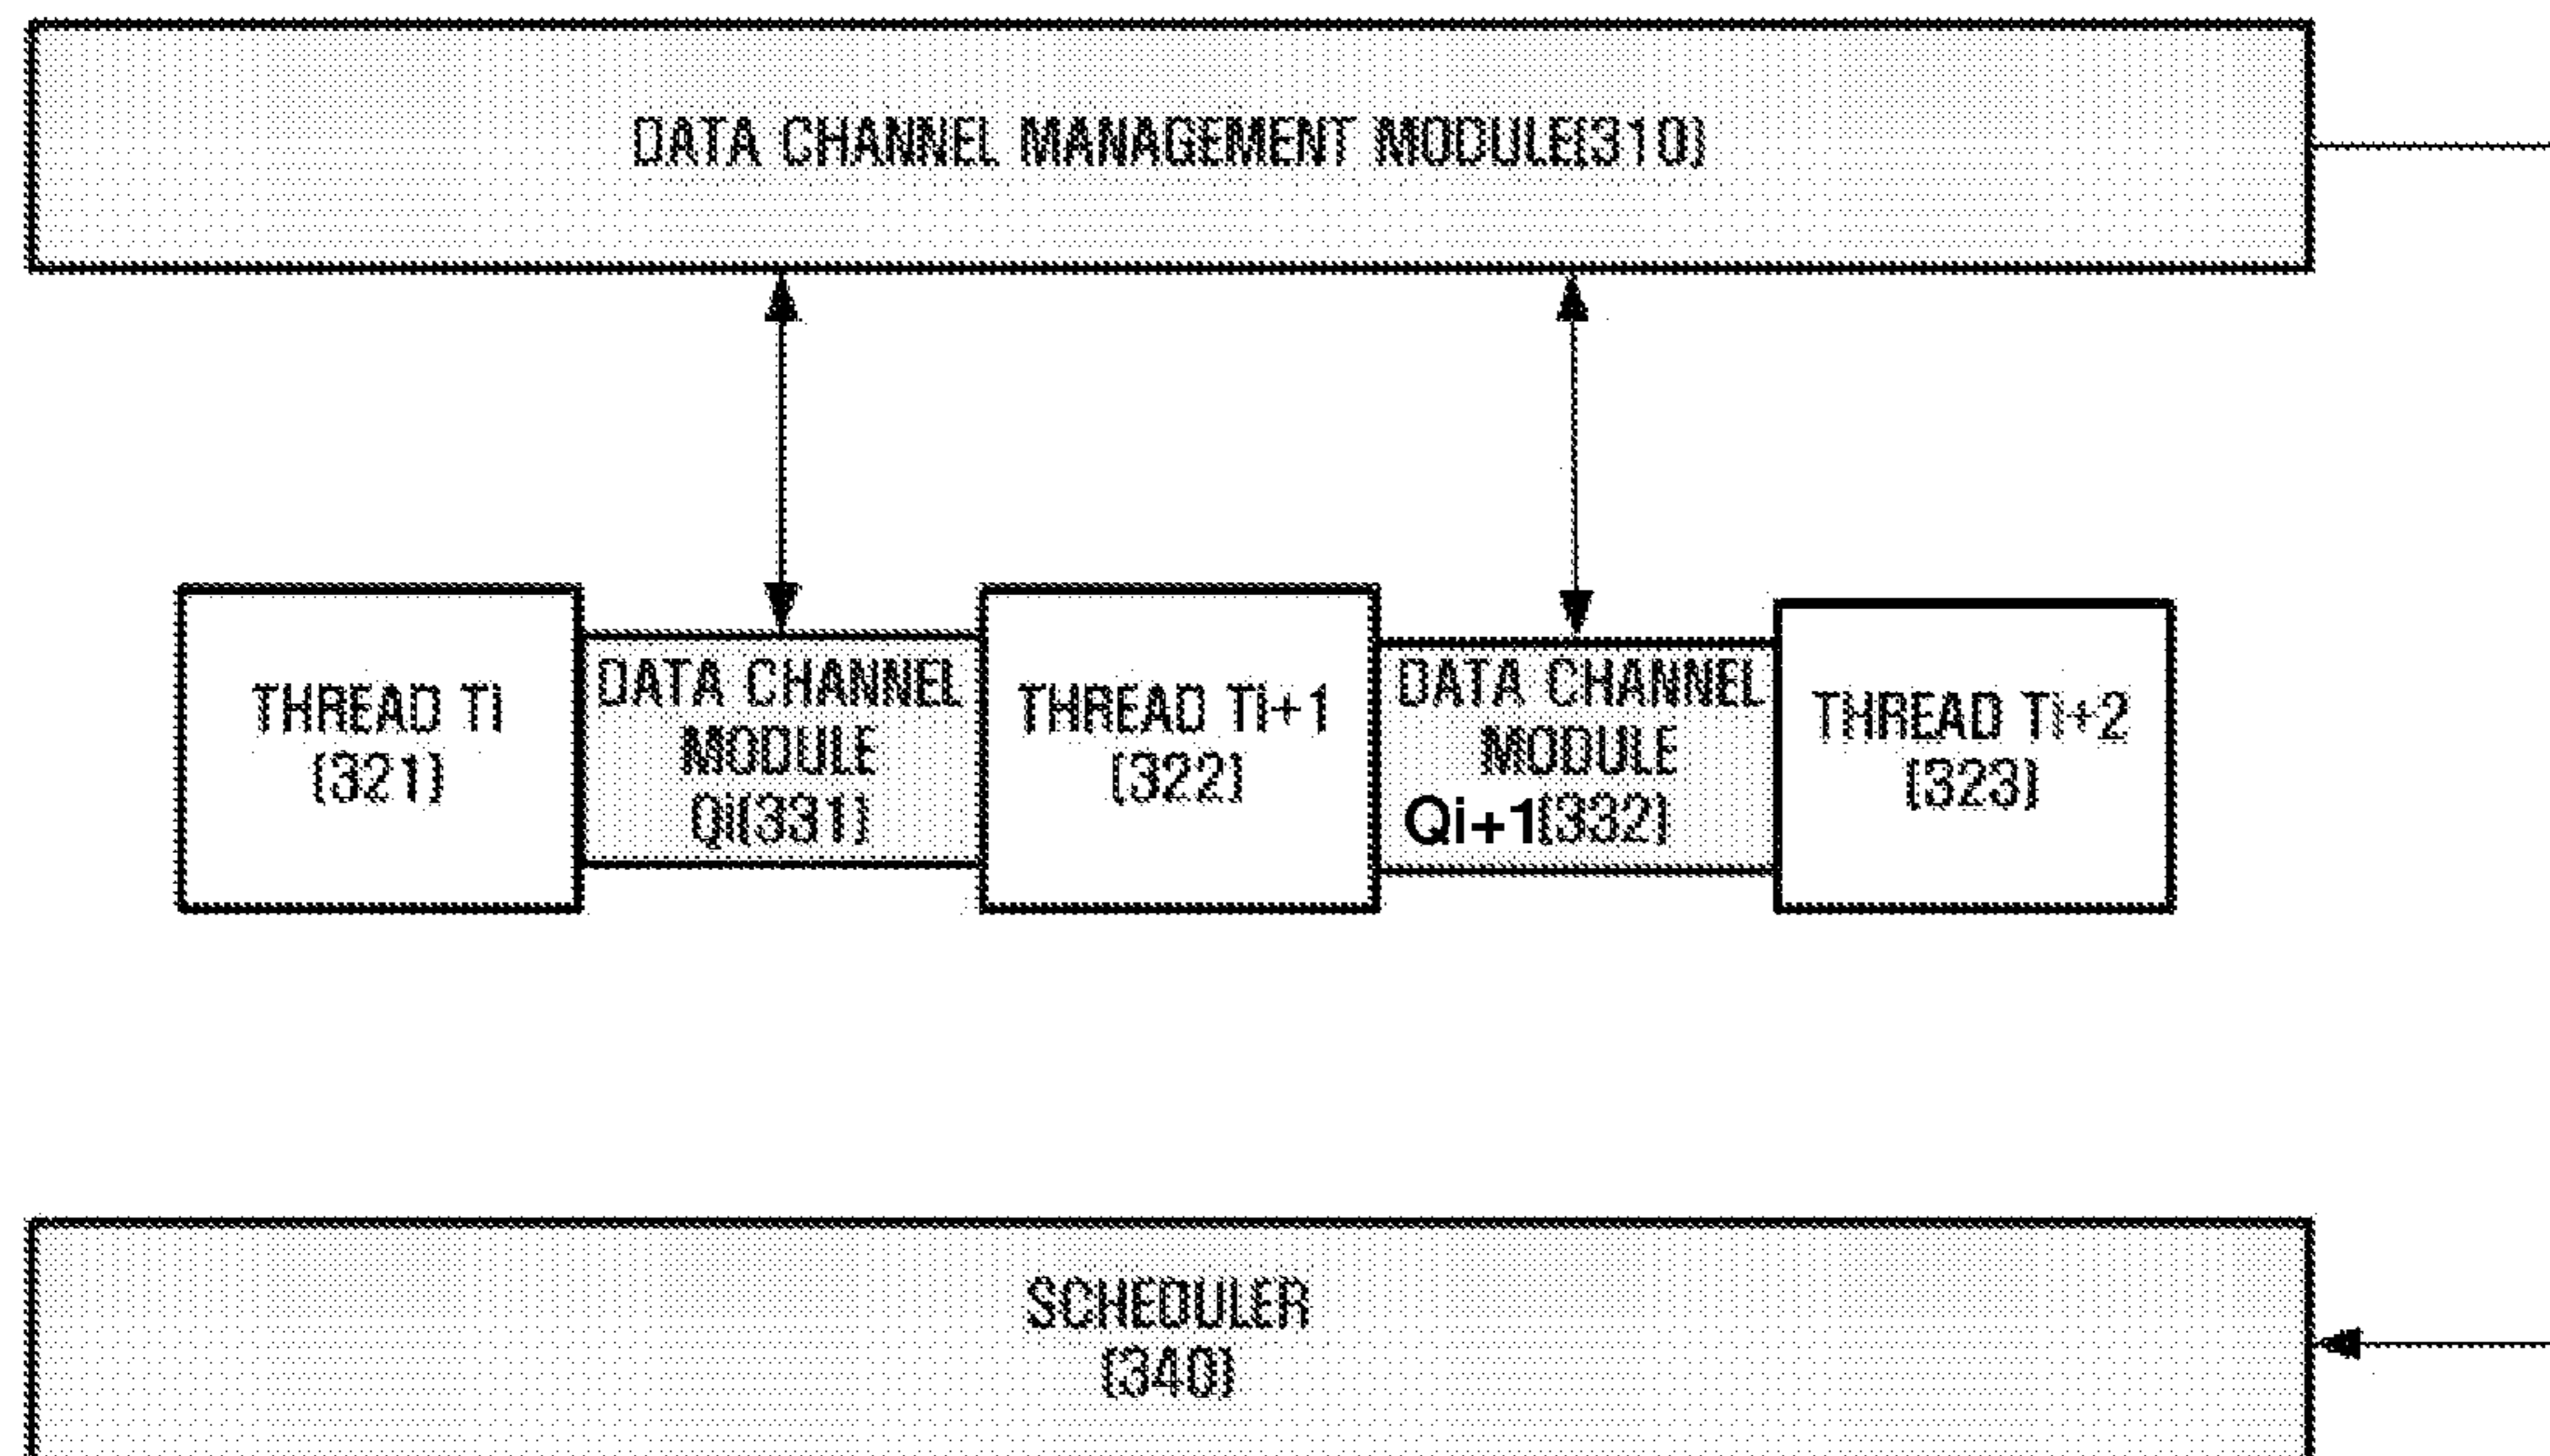 DATA CHANNEL MANAGEMENT MODULE(310)
THREAD Ti
(321)
DATA CHANNEL
MODULE
Qi(331)
THREAD Ti+1
(322)
DATA CHANNEL
MODULE
Qi+1(332)
THREAD Ti+2
(323)
SCHEDULER
(340)